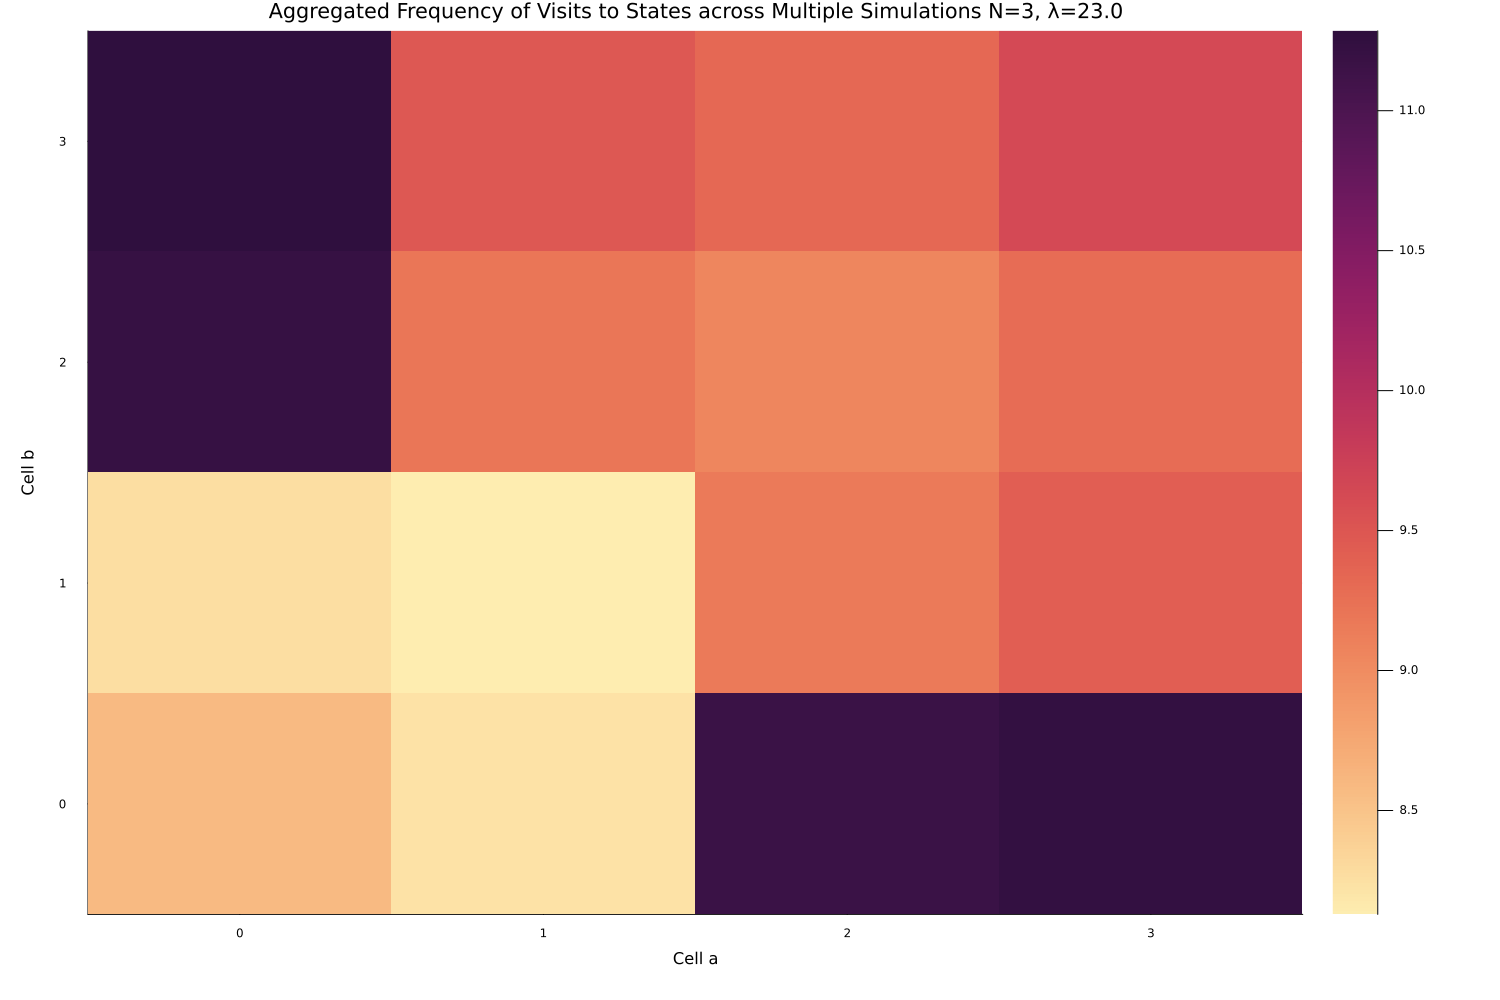 Aggregated Frequency of Visits to States across Multiple Simulations N=3, λ=23.0
3
2
1
0
Cell b
0 1 2 3
Cell a
11.0
10.5
10.0
9.5
9.0
8.5